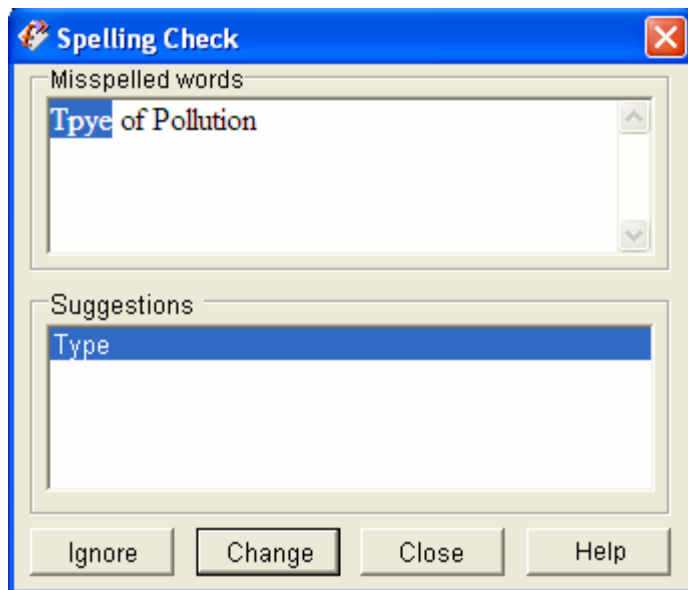 Spelling Check
Misspelled words
Tpye of Pollution
Suggestions
Type
Ignore Change Close Help